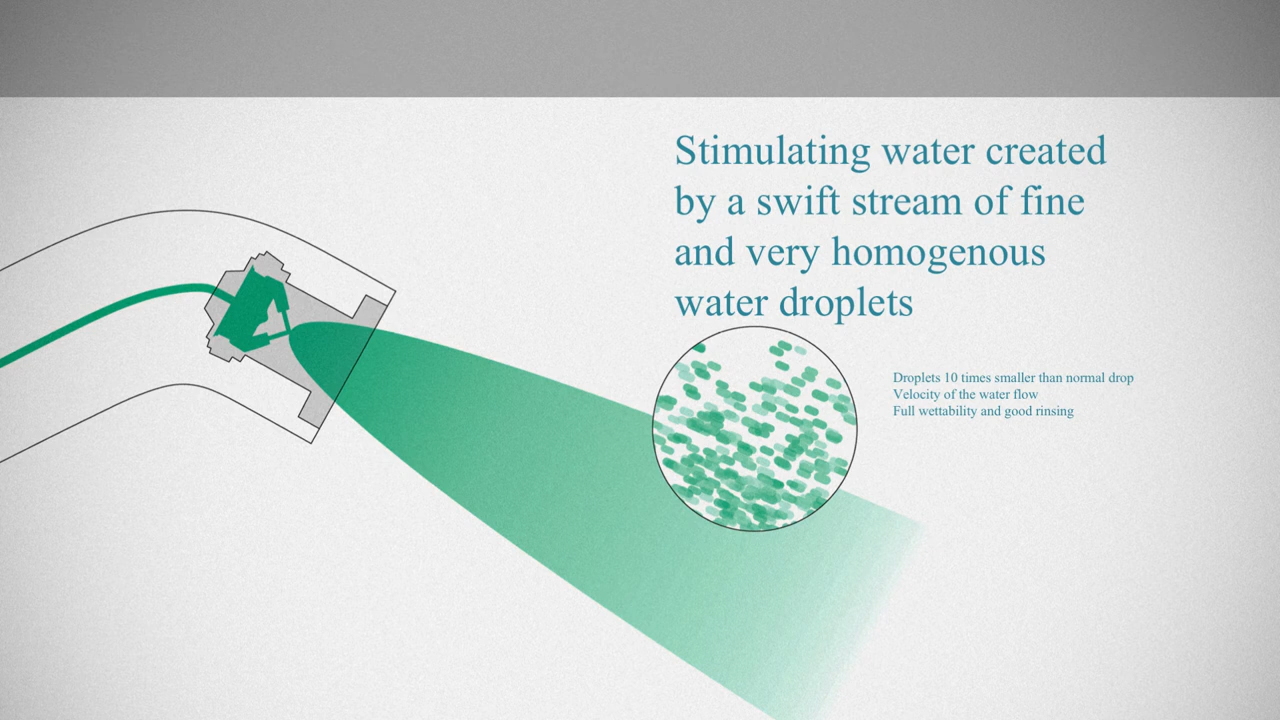 Stimulating water created
by a swift stream of fine
and very homogenous
water droplets
Droplets 10 times smaller than normal drop
Velocity of the water flow
Full wettability and good rinsing